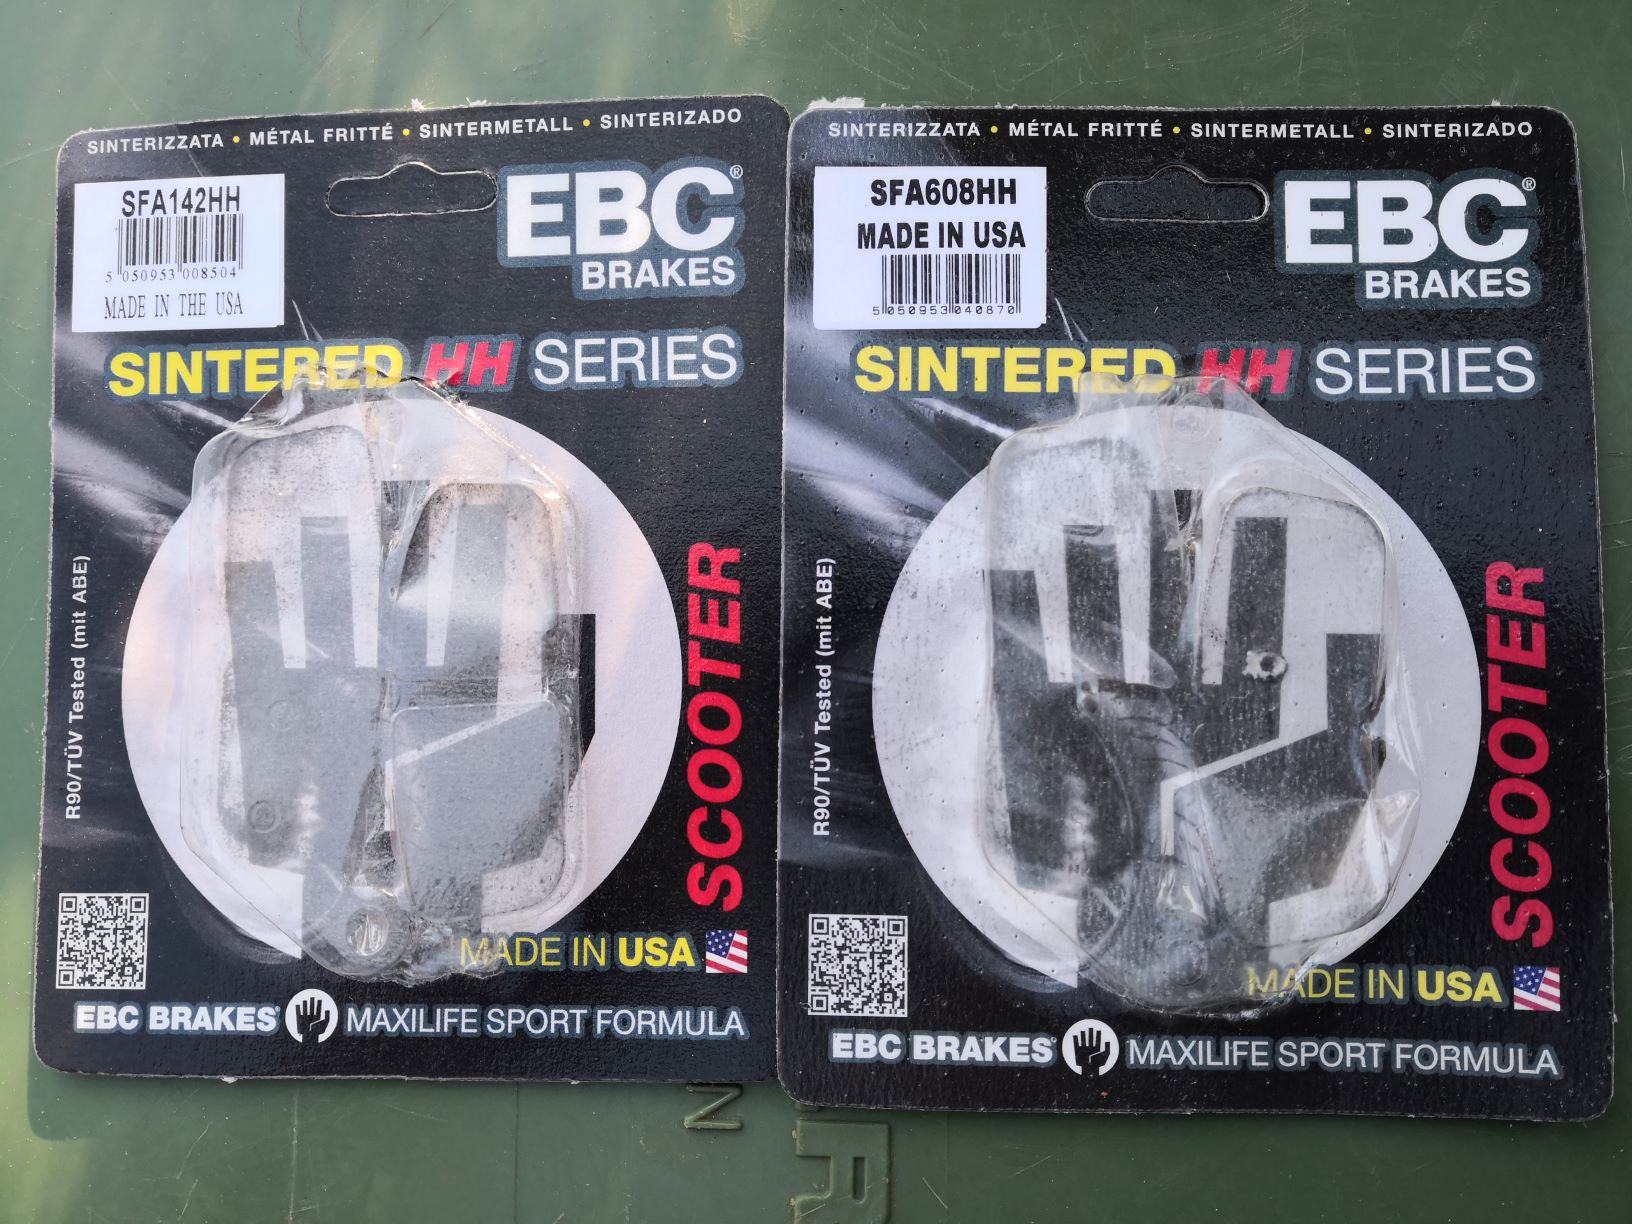 SINTERIZZATA • MÉTAL FRITTÉ • SINTERMETALL • SINTERIZADO
SFA142HH
5 050953 008504
MADE IN THE USA
EBC®
BRAKES
SINTERED HH SERIES
R90/TÜV Tested (mit ABE)
SCOOTER
MADE IN USA
EBC BRAKES® MAXILIFE SPORT FORMULA
SINTERIZZATA • MÉTAL FRITTÉ • SINTERMETALL • SINTERIZADO
SFA608HH
MADE IN USA
5 050953 040870
EBC®
BRAKES
SINTERED HH SERIES
R90/TÜV Tested (mit ABE)
SCOOTER
MADE IN USA
EBC BRAKES® MAXILIFE SPORT FORMULA